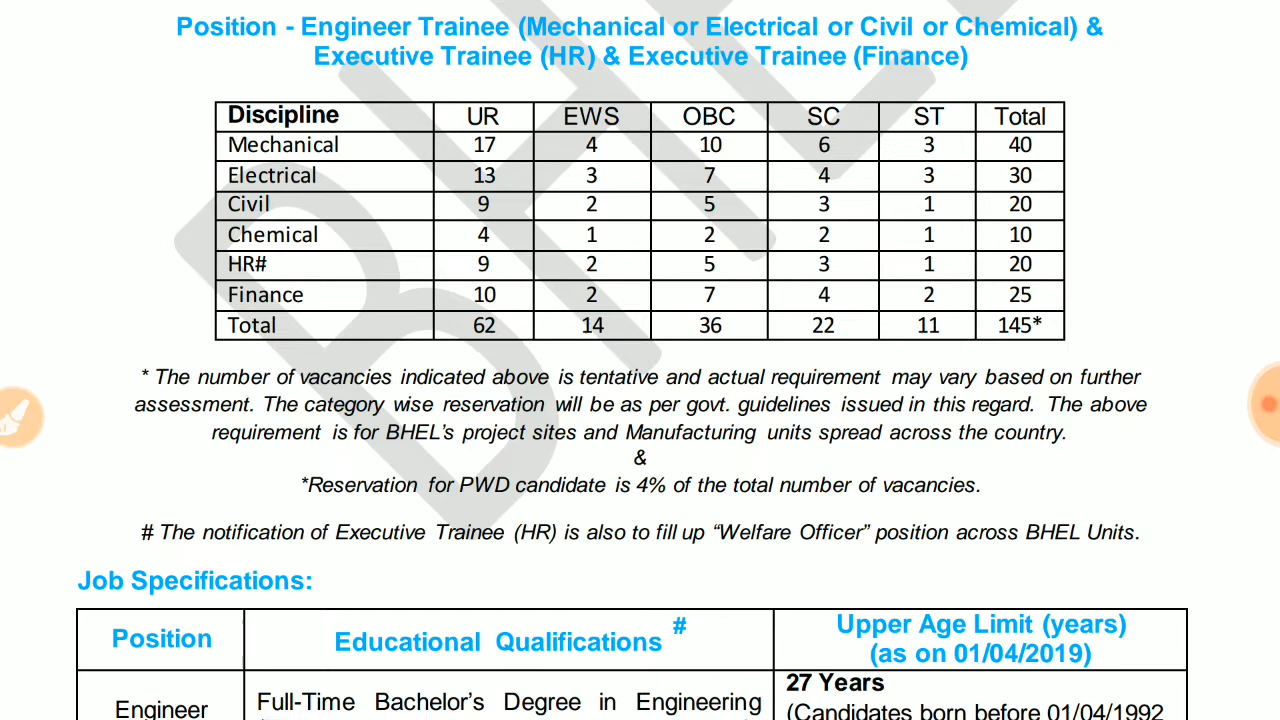 Position - Engineer Trainee (Mechanical or Electrical or Civil or Chemical) &
Executive Trainee (HR) & Executive Trainee (Finance)
Discipline UR EWS OBC SC ST Total
Mechanical 17 4 10 6 3 40
Electrical 13 3 7 4 3 30
Civil 9 2 5 3 1 20
Chemical 4 1 2 2 1 10
HR# 9 2 5 3 1 20
Finance 10 2 7 4 2 25
Total 62 14 36 22 11 145*
* The number of vacancies indicated above is tentative and actual requirement may vary based on further
assessment. The category wise reservation will be as per govt. guidelines issued in this regard. The above
requirement is for BHEL's project sites and Manufacturing units spread across the country.
&
*Reservation for PWD candidate is 4% of the total number of vacancies.
# The notification of Executive Trainee (HR) is also to fill up “Welfare Officer” position across BHEL Units.
Job Specifications:
Position Educational Qualifications # Upper Age Limit (years)
(as on 01/04/2019)
Engineer Full-Time Bachelor's Degree in Engineering 27 Years
(Candidates born before 01/04/1992